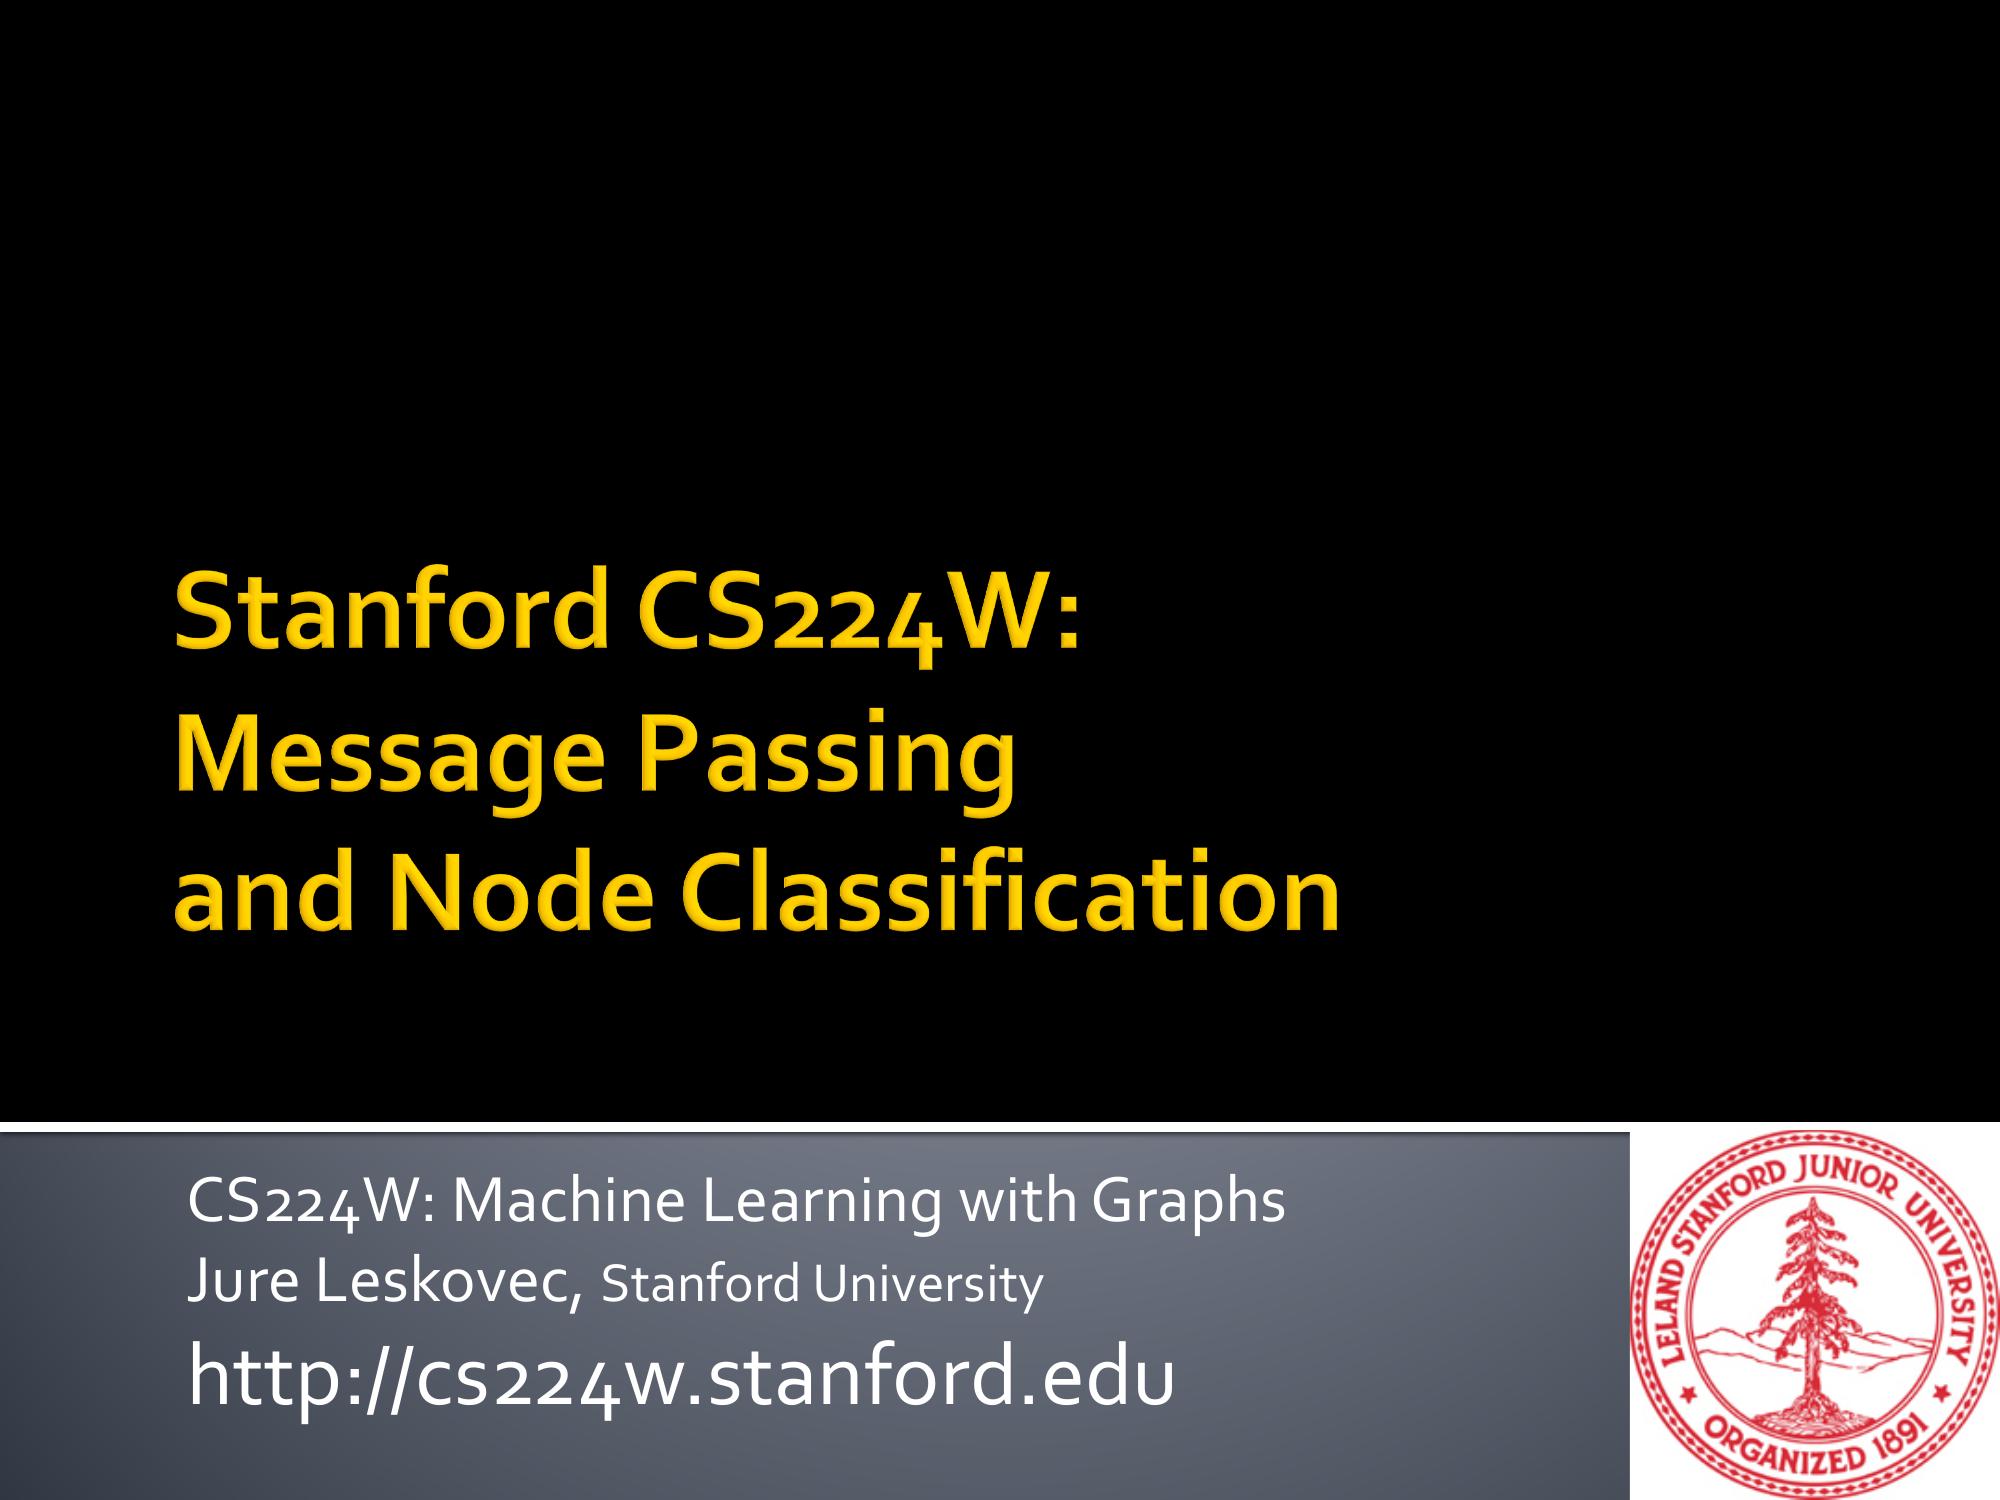 Stanford CS224W:
Message Passing
and Node Classification
CS224W: Machine Learning with Graphs
Jure Leskovec, Stanford University
http://cs224w.stanford.edu
LELAND STANFORD JUNIOR UNIVERSITY
ORGANIZED 1891